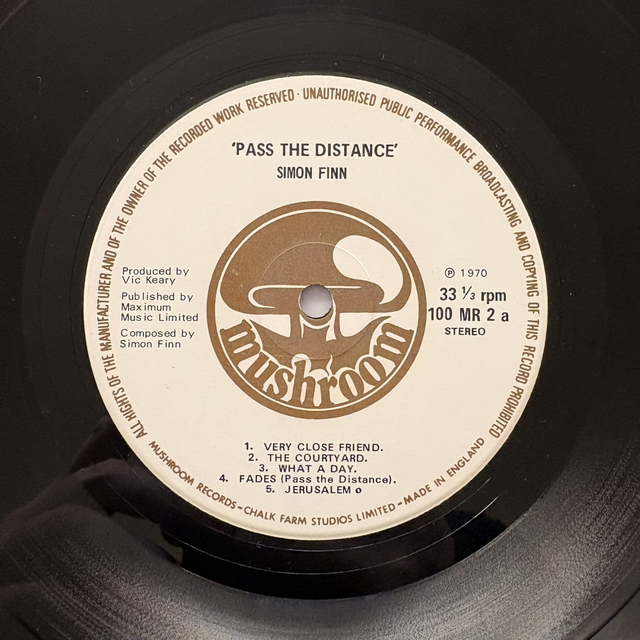 ALL RIGHTS OF THE MANUFACTURER AND OF THE OWNER OF THE RECORDED WORK RESERVED · UNAUTHORISED PUBLIC PERFORMANCE BROADCASTING AND COPYING OF THIS RECORD PROHIBITED
'PASS THE DISTANCE'
SIMON FINN
Produced by
Vic Keary
Published by
Maximum
Music Limited
Composed by
Simon Finn
℗ 1970
33 ⅓ rpm
100 MR 2 a
STEREO
mushroom
1. VERY CLOSE FRIEND.
2. THE COURTYARD.
3. WHAT A DAY.
4. FADES (Pass the Distance).
5. JERUSALEM o
MUSHROOM RECORDS – CHALK FARM STUDIOS LIMITED – MADE IN ENGLAND